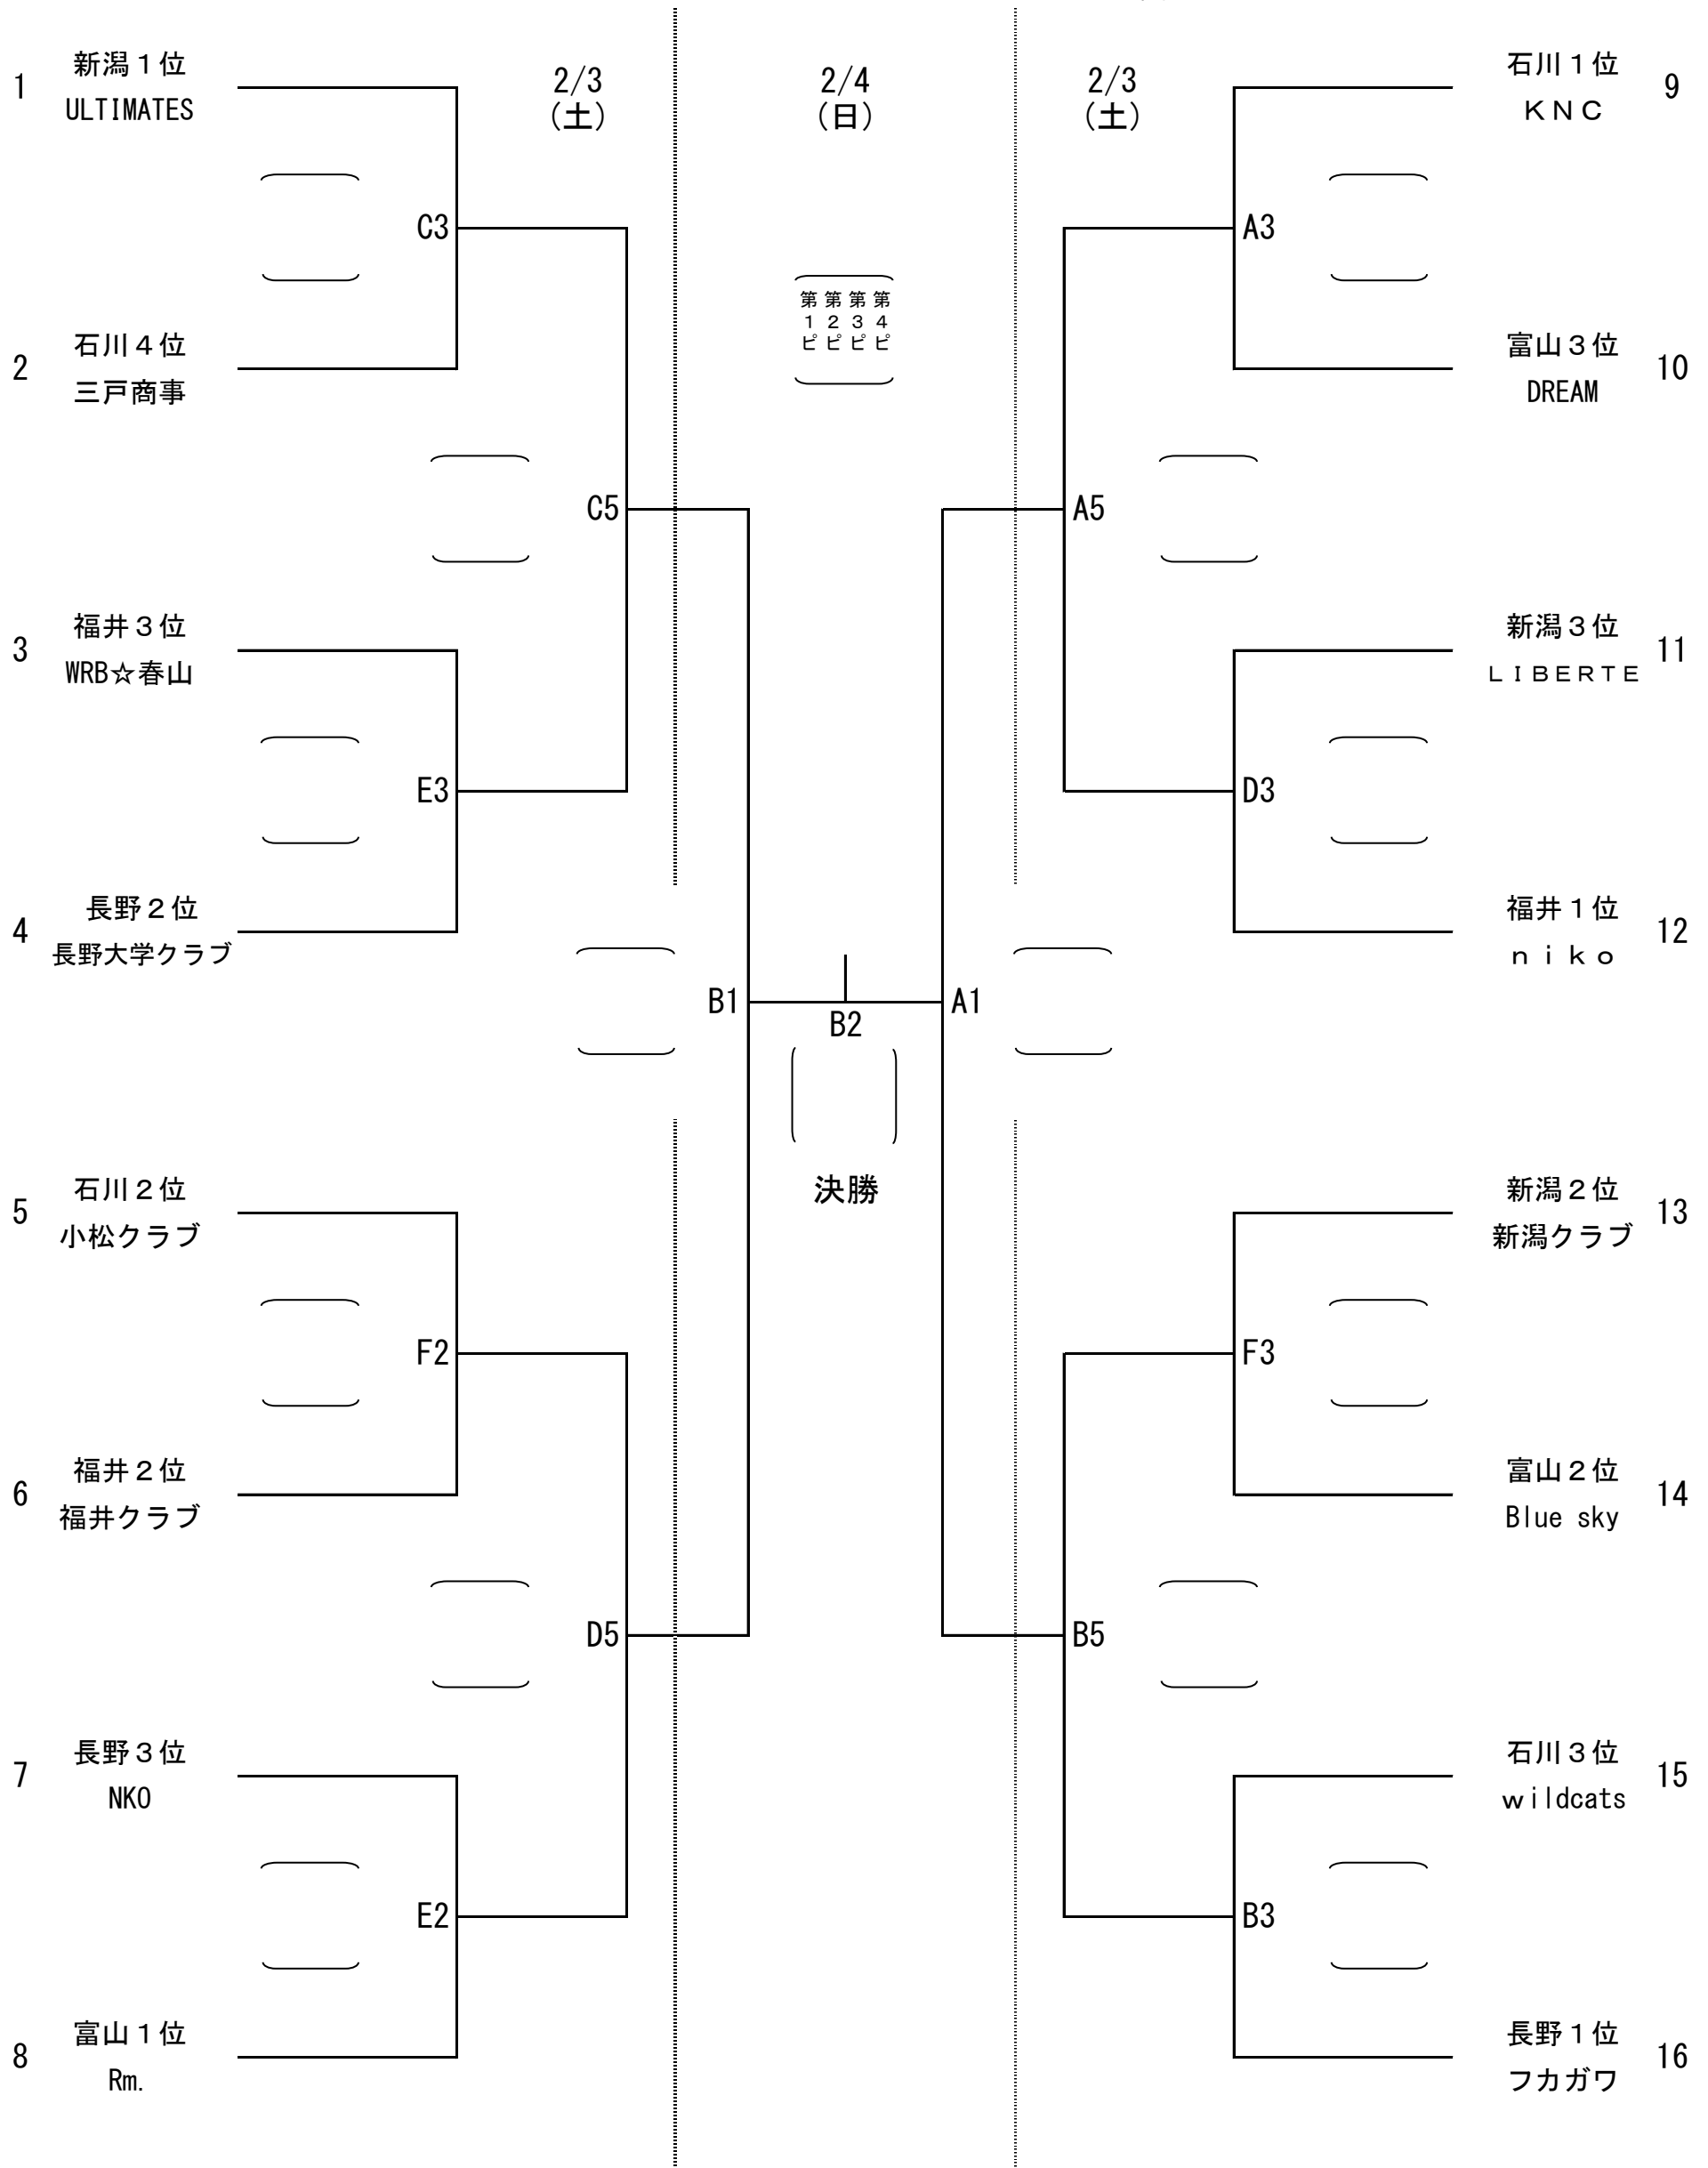 2/3
(土)
2/4
(日)
2/3
(土)
1
新潟１位
ULTIMATES
C3
2
石川４位
三戸商事
C5
3
福井３位
WRB☆春山
E3
4
長野２位
長野大学クラブ
B1
5
石川２位
小松クラブ
F2
6
福井２位
福井クラブ
D5
7
長野３位
NKO
E2
8
富山１位
Rm.
第１ピ
第２ピ
第３ピ
第４ピ
B2
決勝
石川１位
ＫＮＣ
9
A3
富山３位
DREAM
10
A5
新潟３位
ＬＩＢＥＲＴＥ
11
D3
福井１位
ｎｉｋｏ
12
A1
新潟２位
新潟クラブ
13
F3
富山２位
Blue sky
14
B5
石川３位
ｗildcats
15
B3
長野１位
フカガワ
16